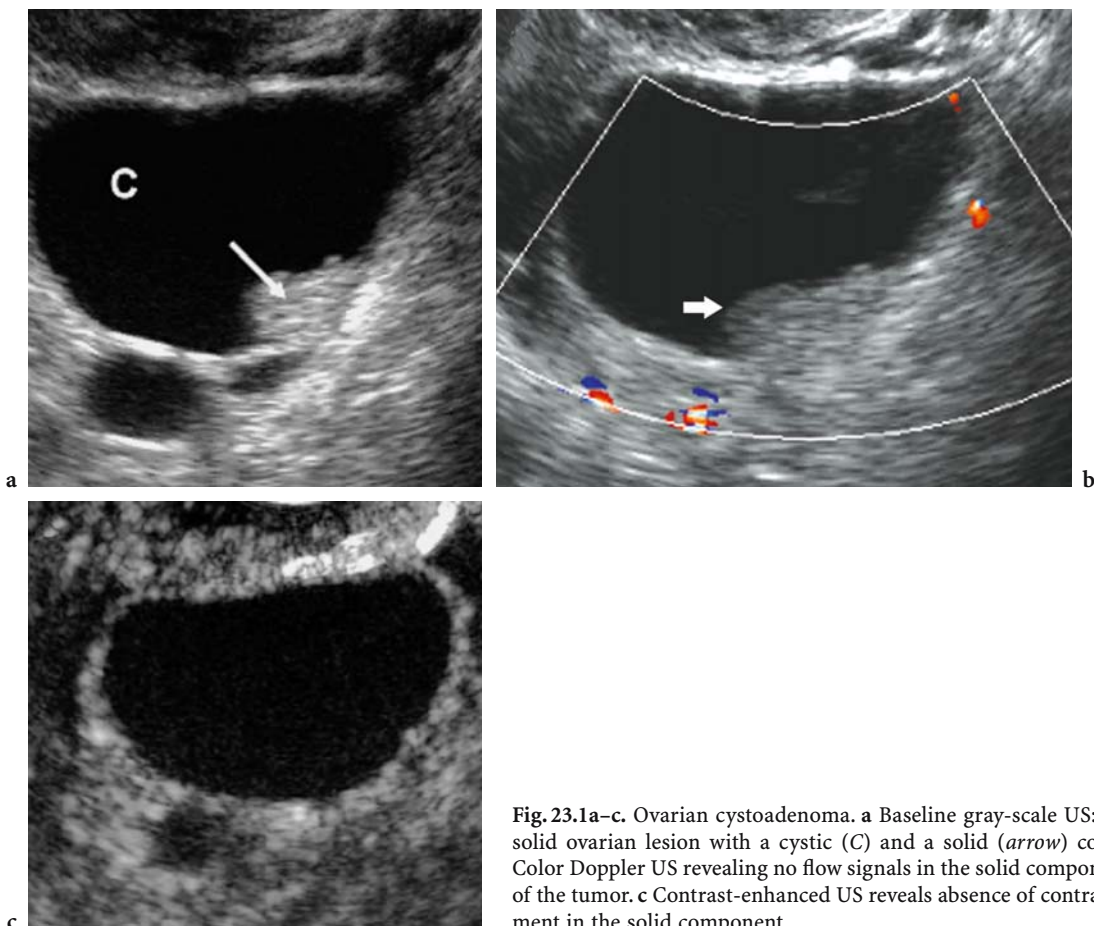 C
a
b
c
Fig. 23.1a–c. Ovarian cystoadenoma. a Baseline gray-scale US:
solid ovarian lesion with a cystic (C) and a solid (arrow) co
Color Doppler US revealing no flow signals in the solid compon
of the tumor. c Contrast-enhanced US reveals absence of contra
ment in the solid component